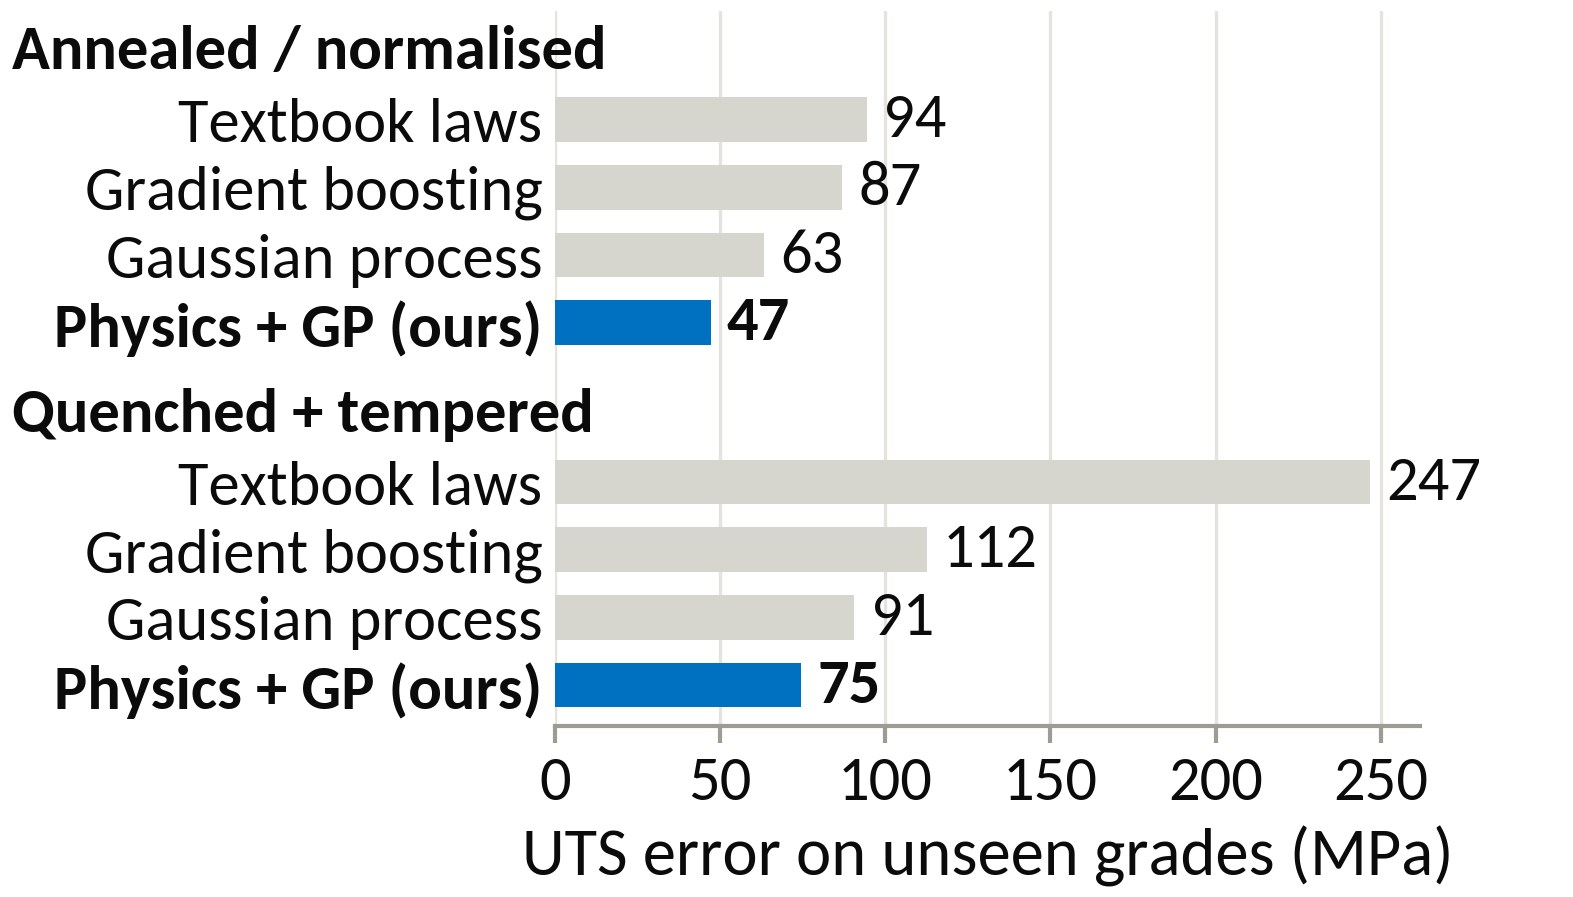 Annealed / normalised
Textbook laws 94
Gradient boosting 87
Gaussian process 63
Physics + GP (ours) 47
Quenched + tempered
Textbook laws 247
Gradient boosting 112
Gaussian process 91
Physics + GP (ours) 75
0 50 100 150 200 250
UTS error on unseen grades (MPa)